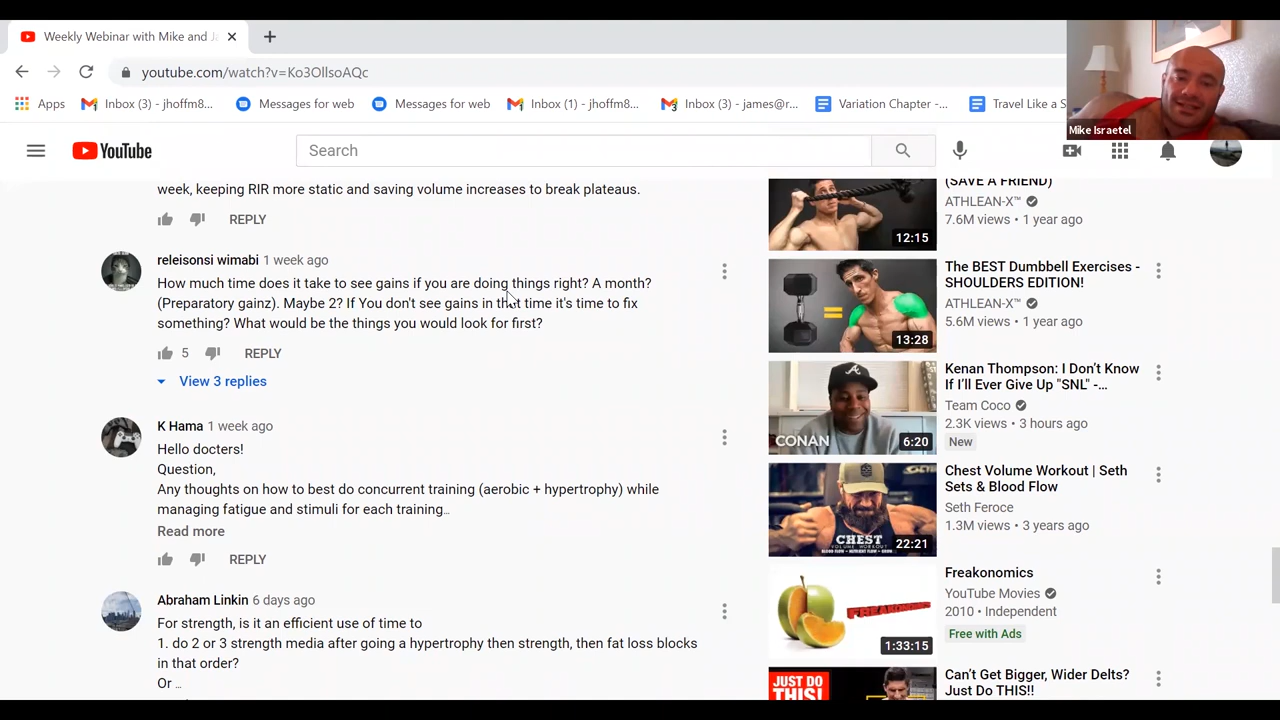 Weekly Webinar with Mike and J
youtube.com/watch?v=Ko3OllsoAQc
Apps
Inbox (3) - jhoffm8...
Messages for web
Messages for web
Inbox (1) - jhoffm8...
Inbox (3) - james@r...
Variation Chapter -...
Travel Like a S
Mike Israetel
YouTube
Search
week, keeping RIR more static and saving volume increases to break plateaus.
REPLY
releisonsi wimabi 1 week ago
How much time does it take to see gains if you are doing things right? A month?
(Preparatory gainz). Maybe 2? If You don't see gains in that time it's time to fix
something? What would be the things you would look for first?
5 REPLY
View 3 replies
K Hama 1 week ago
Hello docters!
Question,
Any thoughts on how to best do concurrent training (aerobic + hypertrophy) while
managing fatigue and stimuli for each training...
Read more
REPLY
Abraham Linkin 6 days ago
For strength, is it an efficient use of time to
1. do 2 or 3 strength media after going a hypertrophy then strength, then fat loss blocks
in that order?
Or ...
12:15
(SAVE A FRIEND)
ATHLEAN-X™
7.6M views • 1 year ago
13:28
The BEST Dumbbell Exercises -
SHOULDERS EDITION!
ATHLEAN-X™
5.6M views • 1 year ago
CONAN
6:20
Kenan Thompson: I Don't Know
If I'll Ever Give Up "SNL" -...
Team Coco
2.3K views • 3 hours ago
New
CHEST
VOLUME WORKOUT
22:21
Chest Volume Workout | Seth
Sets & Blood Flow
Seth Feroce
1.3M views • 3 years ago
FREAKONOMICS
1:33:15
Freakonomics
YouTube Movies
2010 • Independent
Free with Ads
JUST DO
THIS!
Can't Get Bigger, Wider Delts?
Just Do THIS!!